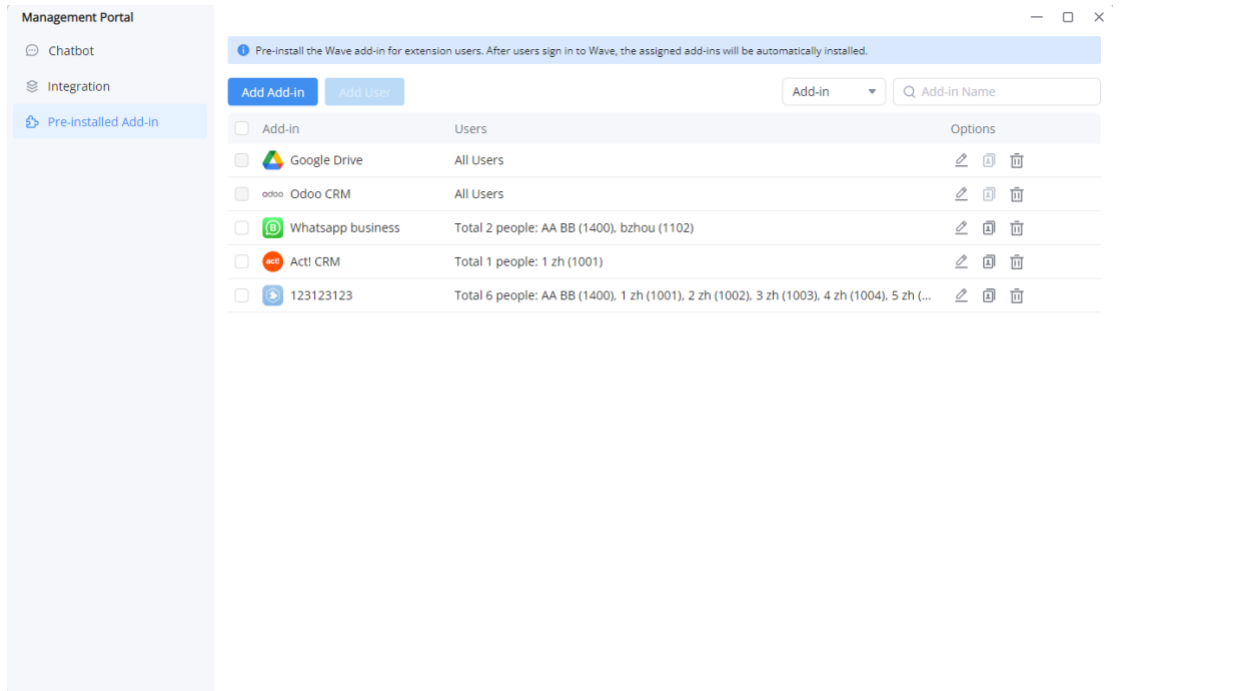 Management Portal
Chatbot
Integration
Pre-installed Add-in
Pre-install the Wave add-in for extension users. After users sign in to Wave, the assigned add-ins will be automatically installed.
Add Add-in Add User Add-in Add-in Name
Add-in Users Options
Google Drive All Users
odoo Odoo CRM All Users
B Whatsapp business Total 2 people: AA BB (1400), bzhou (1102)
act! Act! CRM Total 1 people: 1 zh (1001)
123123123 Total 6 people: AA BB (1400), 1 zh (1001), 2 zh (1002), 3 zh (1003), 4 zh (1004), 5 zh (...